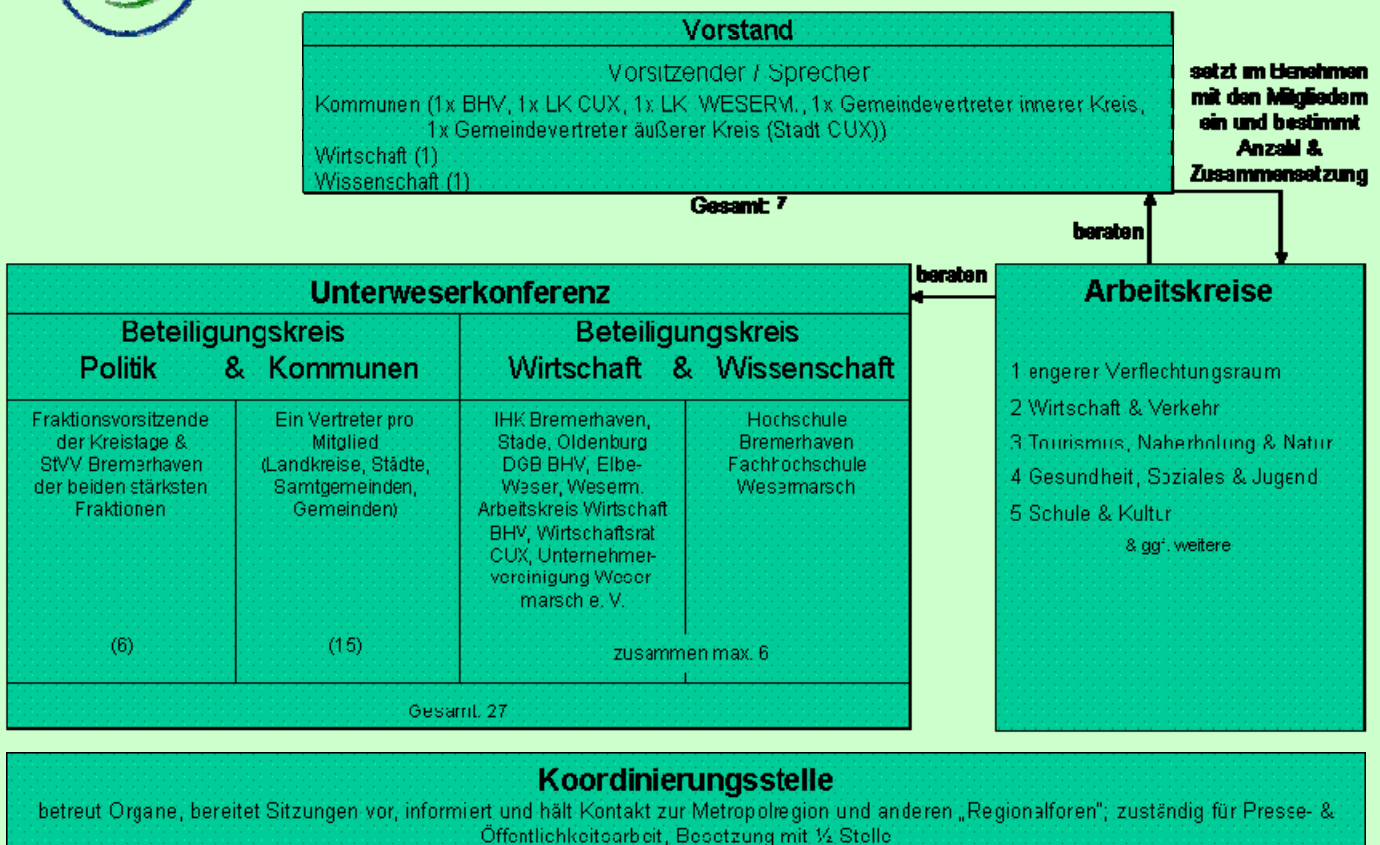 Vorstand
Vorsitzender / Sprecher
Kommunen (1x BHV, 1x LK CUX, 1x LK WESERM., 1x Gemeindevertreter innerer Kreis,
1x Gemeindevertreter äußerer Kreis (Stadt CUX))
Wirtschaft (1)
Wissenschaft (1)
Gesamt: 7
setzt im Benehmen
mit den Mitgliedern
ein und bestimmt
Anzahl &
Zusammensetzung
beraten
beraten
Unterweserkonferenz
Beteiligungskreis
Politik & Kommunen
Fraktionsvorsitzende
der Kreistage &
StVV Bremerhaven
der beiden stärksten
Fraktionen
(6)
Ein Vertreter pro
Mitglied
(Landkreise, Städte,
Samtgemeinden,
Gemeinden)
(15)
Beteiligungskreis
Wirtschaft & Wissenschaft
IHK Bremerhaven,
Stade, Oldenburg
DGB BHV, Elbe-
Weser, Weserm.
Arbeitskreis Wirtschaft
BHV, Wirtschaftsrat
CUX, Unternehmer-
vereinigung Weser
marsch e. V.
Hochschule
Bremerhaven
Fachhochschule
Wesermarsch
zusammen max. 6
Gesamt: 27
Arbeitskreise
1 engerer Verflechtungsraum
2 Wirtschaft & Verkehr
3 Tourismus, Naherholung & Natur
4 Gesundheit, Soziales & Jugend
5 Schule & Kultur
& ggf. weitere
Koordinierungsstelle
betreut Organe, bereitet Sitzungen vor, informiert und hält Kontakt zur Metropolregion und anderen „Regionalforen"; zuständig für Presse- &
Öffentlichkeitsarbeit, Besetzung mit ½ Stelle